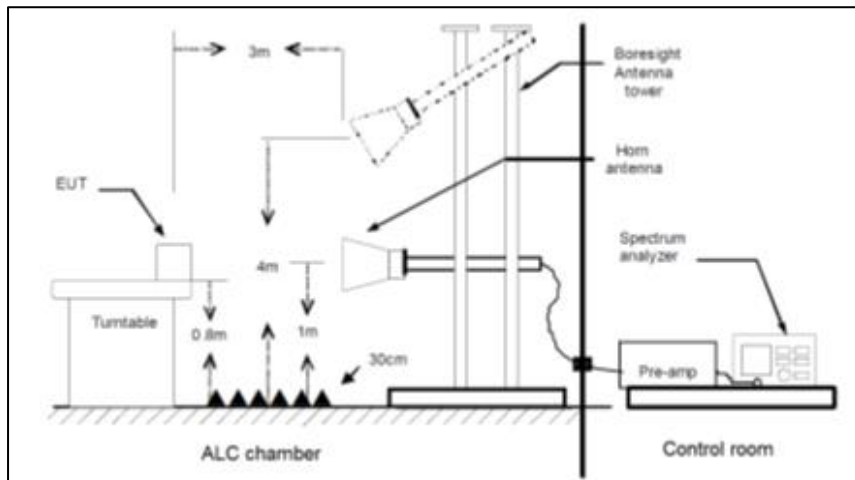 3m
Boresight
Antenna
tower
Horn
antenna
EUT
Spectrum
analyzer
4m
Turntable
0.8m
1m
30cm
Pre-amp
ALC chamber
Control room